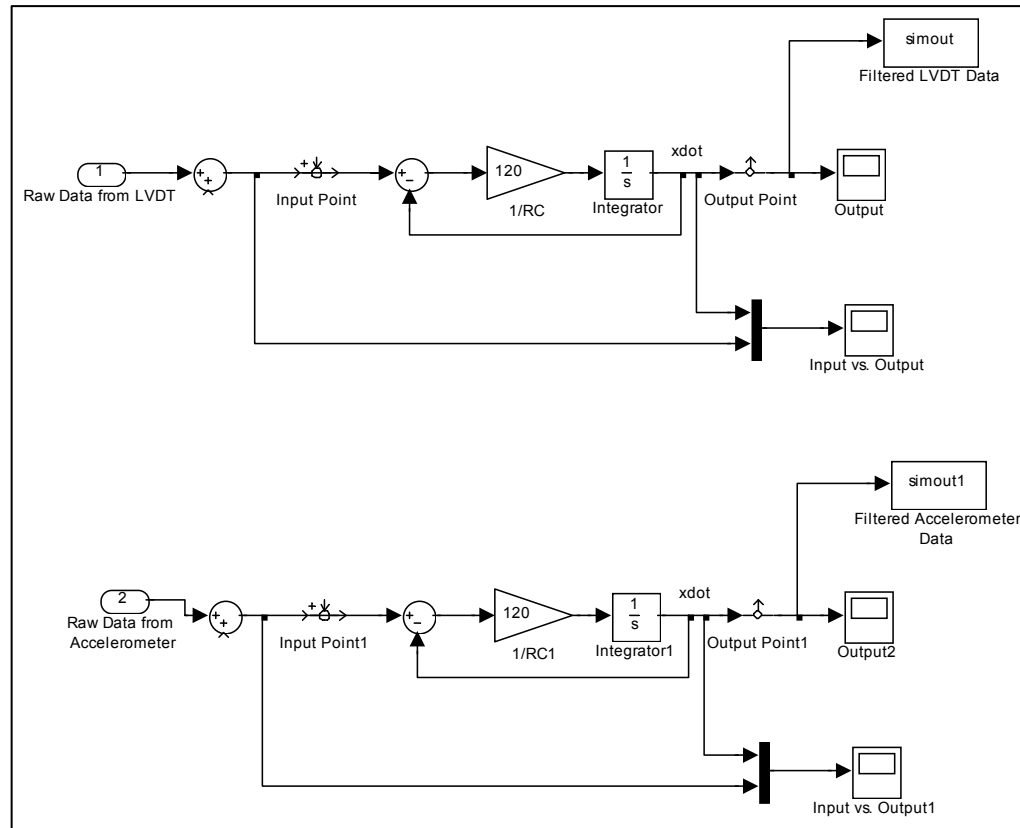 simout
Filtered LVDT Data
1
Raw Data from LVDT
+
+
+
Input Point
+
−
120
1/RC
1
s
Integrator
xdot
Output Point
Output
Input vs. Output
simout1
Filtered Accelerometer
Data
2
Raw Data from
Accelerometer
+
+
+
Input Point1
+
−
120
1/RC1
1
s
Integrator1
xdot
Output Point1
Output2
Input vs. Output1